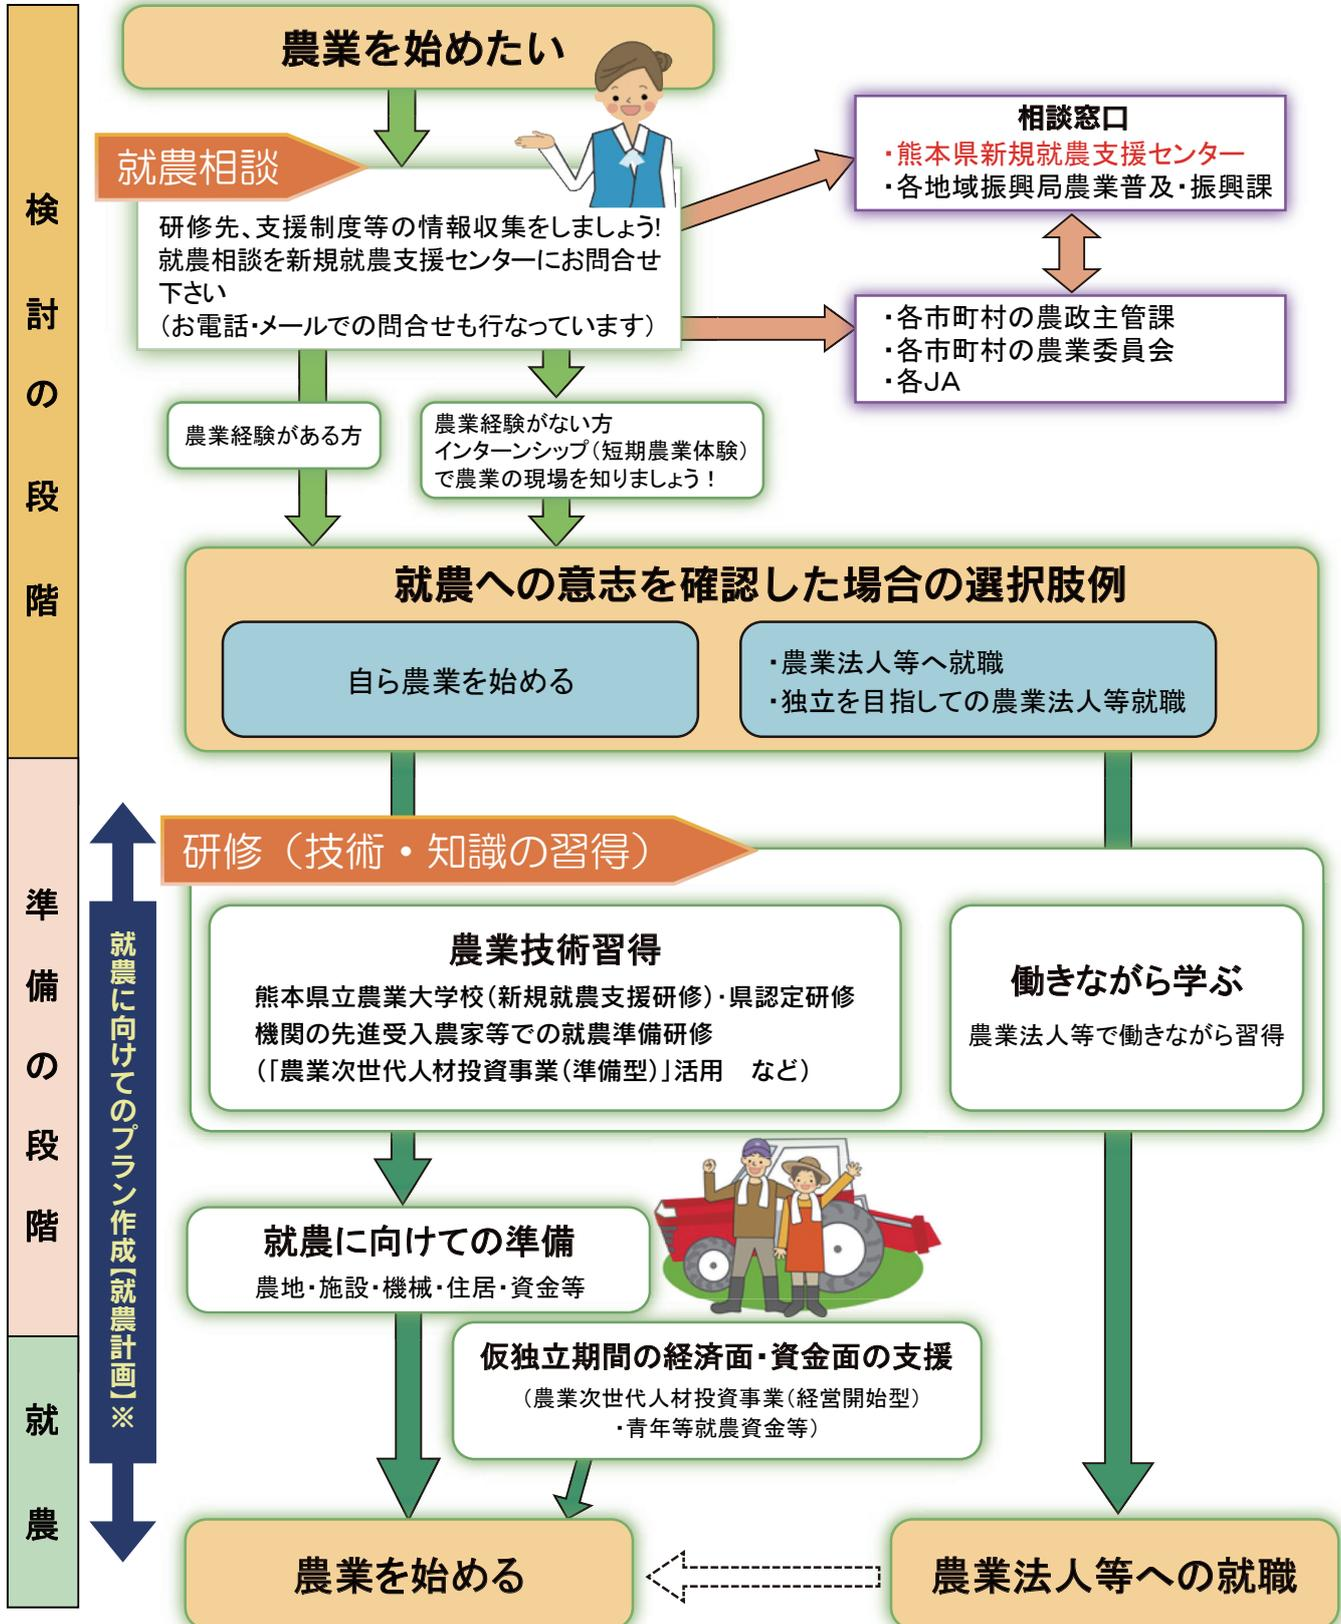 農業を始めたい
就農相談
研修先、支援制度等の情報収集をしましょう!
就農相談を新規就農支援センターにお問合せ
下さい
(お電話・メールでの問合せも行なっています)
相談窓口
・熊本県新規就農支援センター
・各地域振興局農業普及・振興課
・各市町村の農政主管課
・各市町村の農業委員会
・各JA
農業経験がある方
農業経験がない方
インターンシップ(短期農業体験)
で農業の現場を知りましょう!
就農への意志を確認した場合の選択肢例
自ら農業を始める
・農業法人等へ就職
・独立を目指しての農業法人等就職
検討の段階
研修(技術・知識の習得)
農業技術習得
熊本県立農業大学校(新規就農支援研修)・県認定研修
機関の先進受入農家等での就農準備研修
(「農業次世代人材投資事業(準備型)」活用 など)
働きながら学ぶ
農業法人等で働きながら習得
就農に向けての準備
農地・施設・機械・住居・資金等
準備の段階
就農に向けてのプラン作成【就農計画】※
仮独立期間の経済面・資金面の支援
(農業次世代人材投資事業(経営開始型)
・青年等就農資金等)
就農
農業を始める
農業法人等への就職